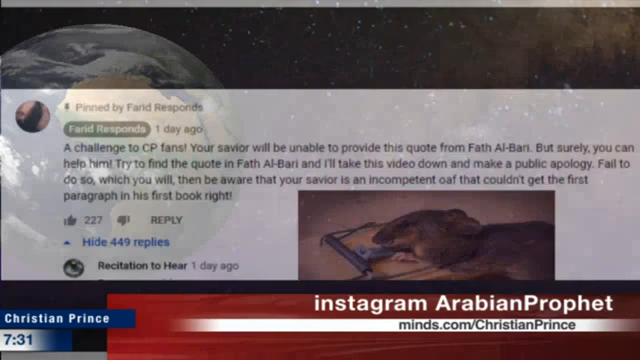 Pinned by Farid Responds
Farid Responds 1 day ago
A challenge to CP fans! Your savior will be unable to provide this quote from Fath Al-Bari. But surely, you can
help him! Try to find the quote in Fath Al-Bari and I'll take this video down and make a public apology. Fail to
do so, which you will, then be aware that your savior is an incompetent oaf that couldn't get the first
paragraph in his first book right!
227 REPLY
Hide 449 replies
Recitation to Hear 1 day ago
instagram ArabianProphet
Christian Prince
minds.com/ChristianPrince
7:31